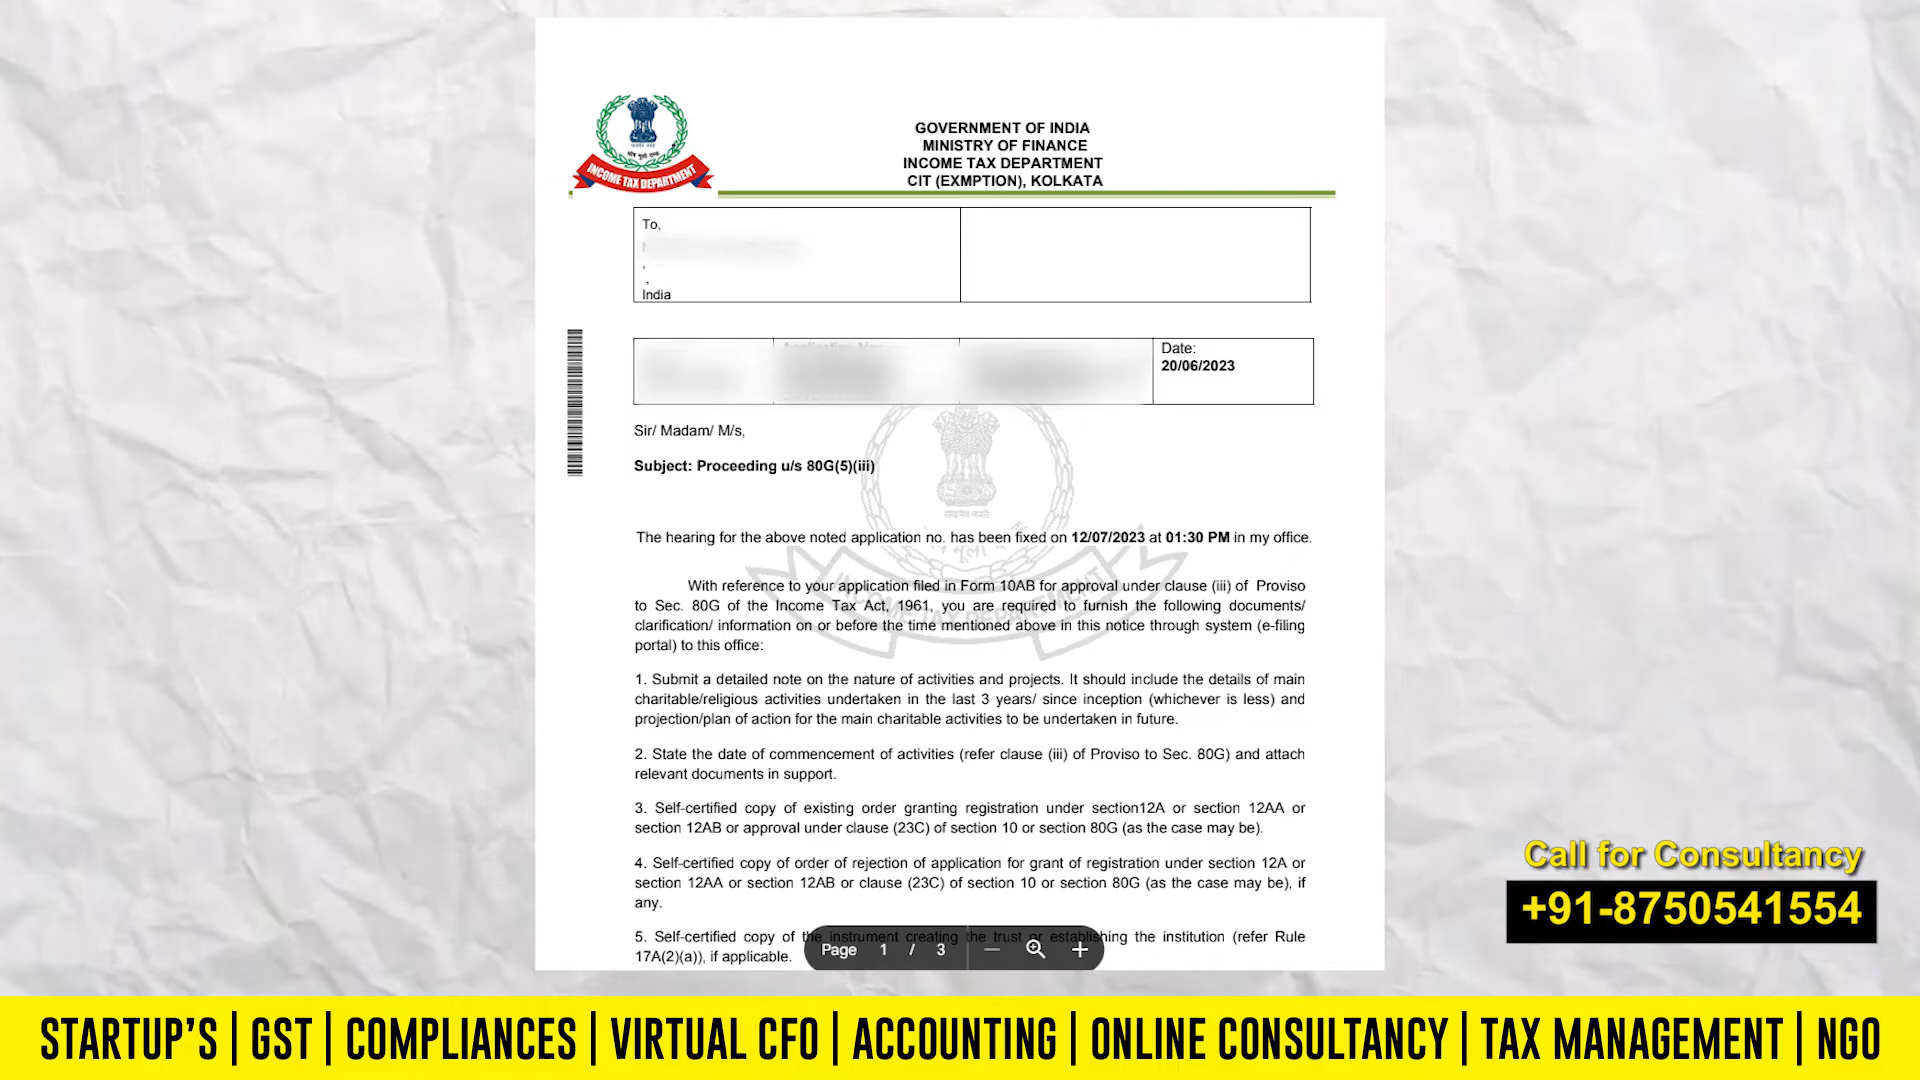 GOVERNMENT OF INDIA
MINISTRY OF FINANCE
INCOME TAX DEPARTMENT
CIT (EXMPTION), KOLKATA
INCOME TAX DEPARTMENT
To,
,
,
India
Date:
20/06/2023
Sir/ Madam/ M/s,
Subject: Proceeding u/s 80G(5)(iii)
The hearing for the above noted application no. has been fixed on 12/07/2023 at 01:30 PM in my office.
With reference to your application filed in Form 10AB for approval under clause (iii) of Proviso
to Sec. 80G of the Income Tax Act, 1961, you are required to furnish the following documents/
clarification/ information on or before the time mentioned above in this notice through system (e-filing
portal) to this office:
1. Submit a detailed note on the nature of activities and projects. It should include the details of main
charitable/religious activities undertaken in the last 3 years/ since inception (whichever is less) and
projection/plan of action for the main charitable activities to be undertaken in future.
2. State the date of commencement of activities (refer clause (iii) of Proviso to Sec. 80G) and attach
relevant documents in support.
3. Self-certified copy of existing order granting registration under section12A or section 12AA or
section 12AB or approval under clause (23C) of section 10 or section 80G (as the case may be).
4. Self-certified copy of order of rejection of application for grant of registration under section 12A or
section 12AA or section 12AB or clause (23C) of section 10 or section 80G (as the case may be), if
any.
5. Self-certified copy of the instrument creating the trust or establishing the institution (refer Rule
17A(2)(a)), if applicable.
Page 1 / 3
Call for Consultancy
+91-8750541554
STARTUP'S | GST | COMPLIANCES | VIRTUAL CFO | ACCOUNTING | ONLINE CONSULTANCY | TAX MANAGEMENT | NGO